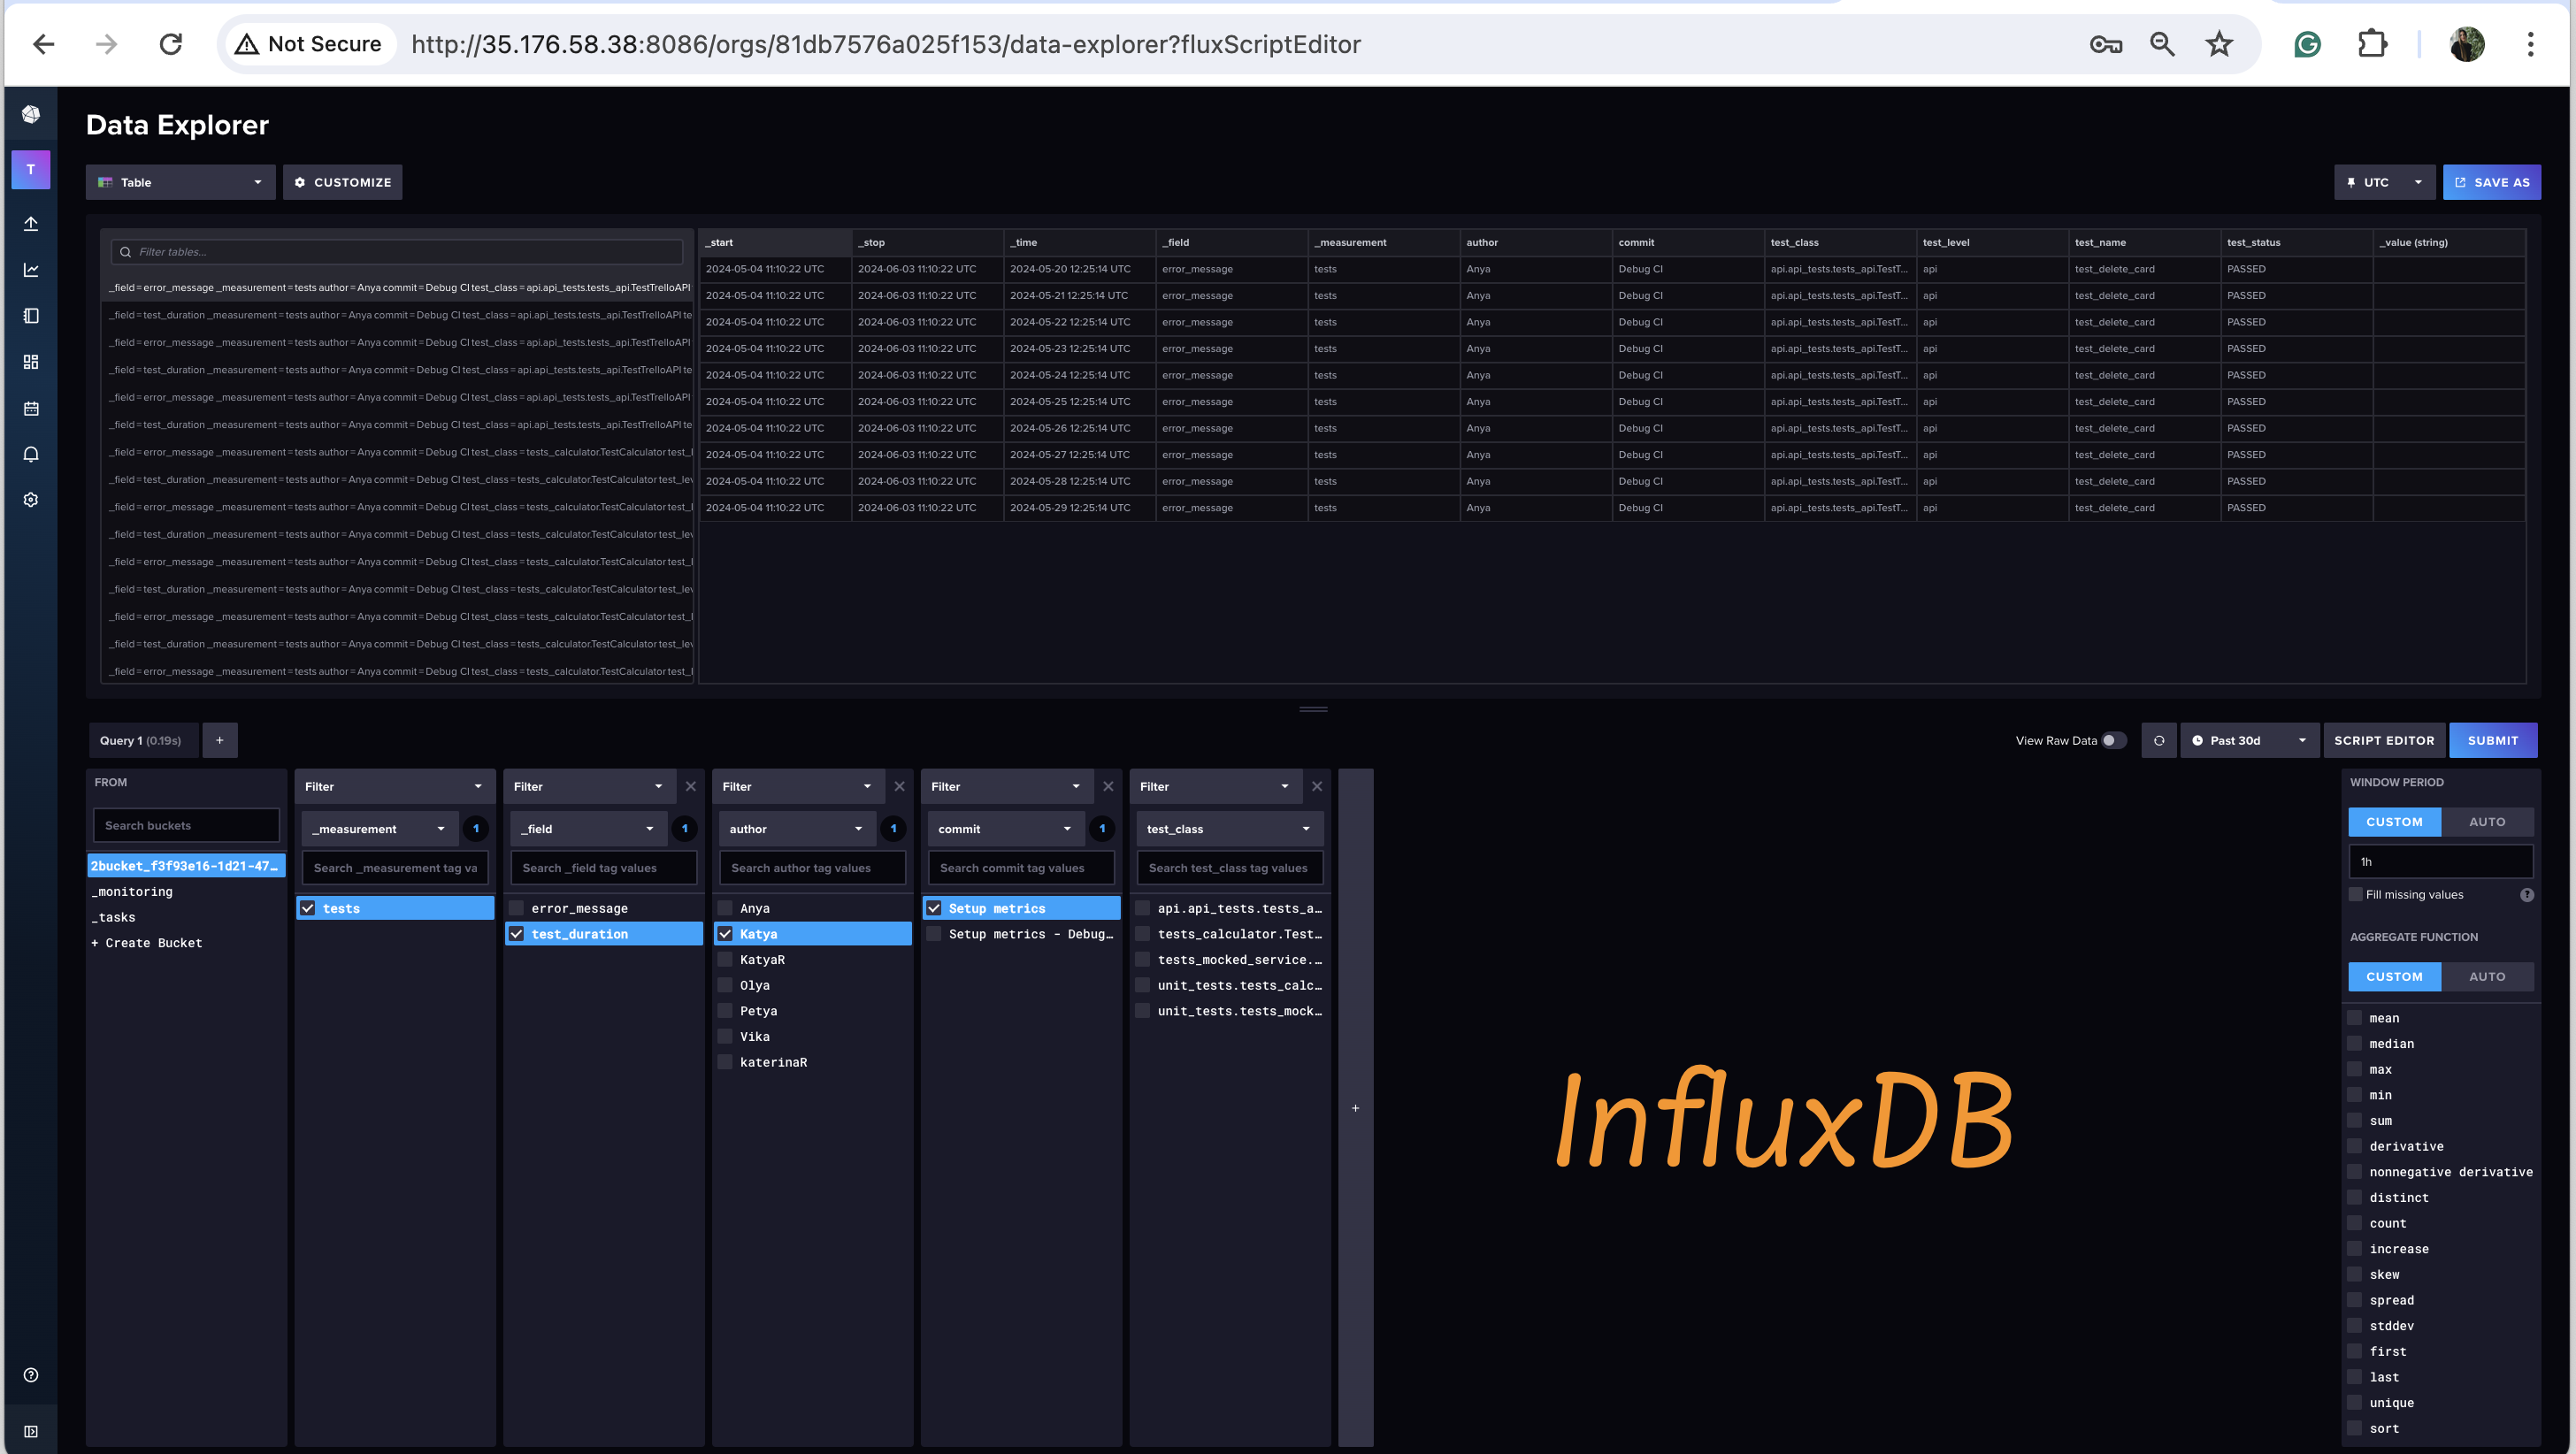 Not Secure http://35.176.58.38:8086/orgs/81db7576a025f153/data-explorer?fluxScriptEditor
Data Explorer
T
Table CUSTOMIZE UTC SAVE AS
Filter tables...
_field=error_message _measurement=tests author=Anya commit=Debug CI test_class=api.api_tests.tests_api.TestTrelloAPI
_field=test_duration _measurement=tests author=Anya commit=Debug CI test_class=api.api_tests.tests_api.TestTrelloAPI te
_field=error_message _measurement=tests author=Anya commit=Debug CI test_class=api.api_tests.tests_api.TestTrelloAPI
_field=test_duration _measurement=tests author=Anya commit=Debug CI test_class=api.api_tests.tests_api.TestTrelloAPI te
_field=error_message _measurement=tests author=Anya commit=Debug CI test_class=api.api_tests.tests_api.TestTrelloAPI
_field=test_duration _measurement=tests author=Anya commit=Debug CI test_class=api.api_tests.tests_api.TestTrelloAPI te
_field=error_message _measurement=tests author=Anya commit=Debug CI test_class=tests_calculator.TestCalculator test_l
_field=test_duration _measurement=tests author=Anya commit=Debug CI test_class=tests_calculator.TestCalculator test_lev
_field=error_message _measurement=tests author=Anya commit=Debug CI test_class=tests_calculator.TestCalculator test_l
_field=test_duration _measurement=tests author=Anya commit=Debug CI test_class=tests_calculator.TestCalculator test_lev
_field=error_message _measurement=tests author=Anya commit=Debug CI test_class=tests_calculator.TestCalculator test_l
_field=test_duration _measurement=tests author=Anya commit=Debug CI test_class=tests_calculator.TestCalculator test_lev
_field=error_message _measurement=tests author=Anya commit=Debug CI test_class=tests_calculator.TestCalculator test_l
_field=test_duration _measurement=tests author=Anya commit=Debug CI test_class=tests_calculator.TestCalculator test_lev
_field=error_message _measurement=tests author=Anya commit=Debug CI test_class=tests_calculator.TestCalculator test_l
_start _stop _time _field _measurement author commit test_class test_level test_name test_status _value (string)
2024-05-04 11:10:22 UTC 2024-06-03 11:10:22 UTC 2024-05-20 12:25:14 UTC error_message tests Anya Debug CI api.api_tests.tests_api.TestT... api test_delete_card PASSED
2024-05-04 11:10:22 UTC 2024-06-03 11:10:22 UTC 2024-05-21 12:25:14 UTC error_message tests Anya Debug CI api.api_tests.tests_api.TestT... api test_delete_card PASSED
2024-05-04 11:10:22 UTC 2024-06-03 11:10:22 UTC 2024-05-22 12:25:14 UTC error_message tests Anya Debug CI api.api_tests.tests_api.TestT... api test_delete_card PASSED
2024-05-04 11:10:22 UTC 2024-06-03 11:10:22 UTC 2024-05-23 12:25:14 UTC error_message tests Anya Debug CI api.api_tests.tests_api.TestT... api test_delete_card PASSED
2024-05-04 11:10:22 UTC 2024-06-03 11:10:22 UTC 2024-05-24 12:25:14 UTC error_message tests Anya Debug CI api.api_tests.tests_api.TestT... api test_delete_card PASSED
2024-05-04 11:10:22 UTC 2024-06-03 11:10:22 UTC 2024-05-25 12:25:14 UTC error_message tests Anya Debug CI api.api_tests.tests_api.TestT... api test_delete_card PASSED
2024-05-04 11:10:22 UTC 2024-06-03 11:10:22 UTC 2024-05-26 12:25:14 UTC error_message tests Anya Debug CI api.api_tests.tests_api.TestT... api test_delete_card PASSED
2024-05-04 11:10:22 UTC 2024-06-03 11:10:22 UTC 2024-05-27 12:25:14 UTC error_message tests Anya Debug CI api.api_tests.tests_api.TestT... api test_delete_card PASSED
2024-05-04 11:10:22 UTC 2024-06-03 11:10:22 UTC 2024-05-28 12:25:14 UTC error_message tests Anya Debug CI api.api_tests.tests_api.TestT... api test_delete_card PASSED
2024-05-04 11:10:22 UTC 2024-06-03 11:10:22 UTC 2024-05-29 12:25:14 UTC error_message tests Anya Debug CI api.api_tests.tests_api.TestT... api test_delete_card PASSED
Query 1 (0.19s) + View Raw Data Past 30d SCRIPT EDITOR SUBMIT
FROM
Search buckets
2bucket_f3f93e16-1d21-47...
_monitoring
_tasks
+ Create Bucket
Filter
_measurement 1
Search _measurement tag va
tests
Filter
_field 1
Search _field tag values
error_message
test_duration
Filter
author 1
Search author tag values
Anya
Katya
KatyaR
Olya
Petya
Vika
katerinaR
Filter
commit 1
Search commit tag values
Setup metrics
Setup metrics - Debug...
Filter
test_class
Search test_class tag values
api.api_tests.tests_a...
tests_calculator.Test...
tests_mocked_service....
unit_tests.tests_calc...
unit_tests.tests_mock...
+
InfluxDB
WINDOW PERIOD
CUSTOM AUTO
1h
Fill missing values ?
AGGREGATE FUNCTION
CUSTOM AUTO
mean
median
max
min
sum
derivative
nonnegative derivative
distinct
count
increase
skew
spread
stddev
first
last
unique
sort